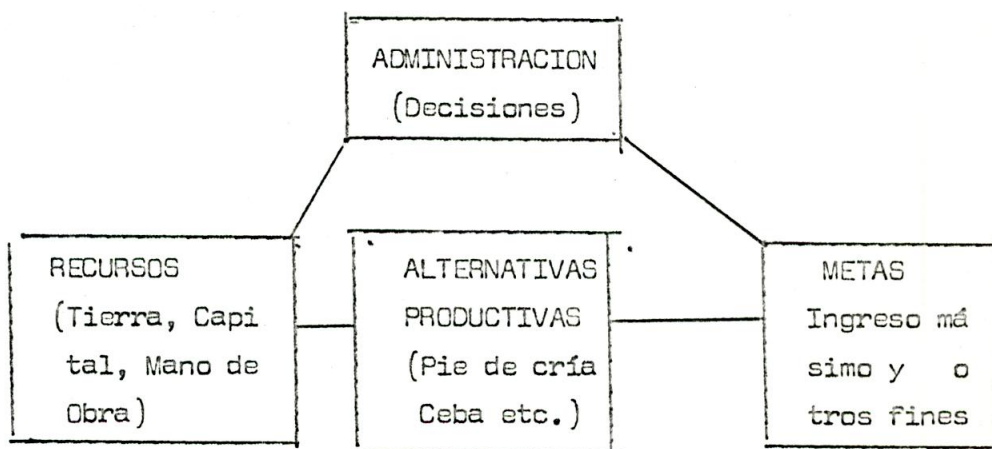 ADMINISTRACION
(Decisiones)
RECURSOS
(Tierra, Capi
tal, Mano de
Obra)
ALTERNATIVAS
PRODUCTIVAS
(Pie de cría
Ceba etc.)
METAS
Ingreso má
simo y o
tros fines